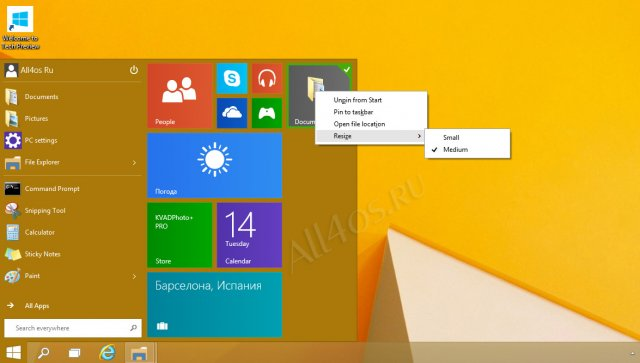 Welcome to
Tech Preview
All4os Ru
Documents
Pictures
PC settings
File Explorer
Command Prompt
Snipping Tool
Calculator
Sticky Notes
Paint
All Apps
Search everywhere
People
Погода
KVADPhoto+
PRO
Store
14
Tuesday
Calendar
Барселона, Испания
Docum
Unpin from Start
Pin to taskbar
Open file location
Resize
Small
Medium
All4os.ru